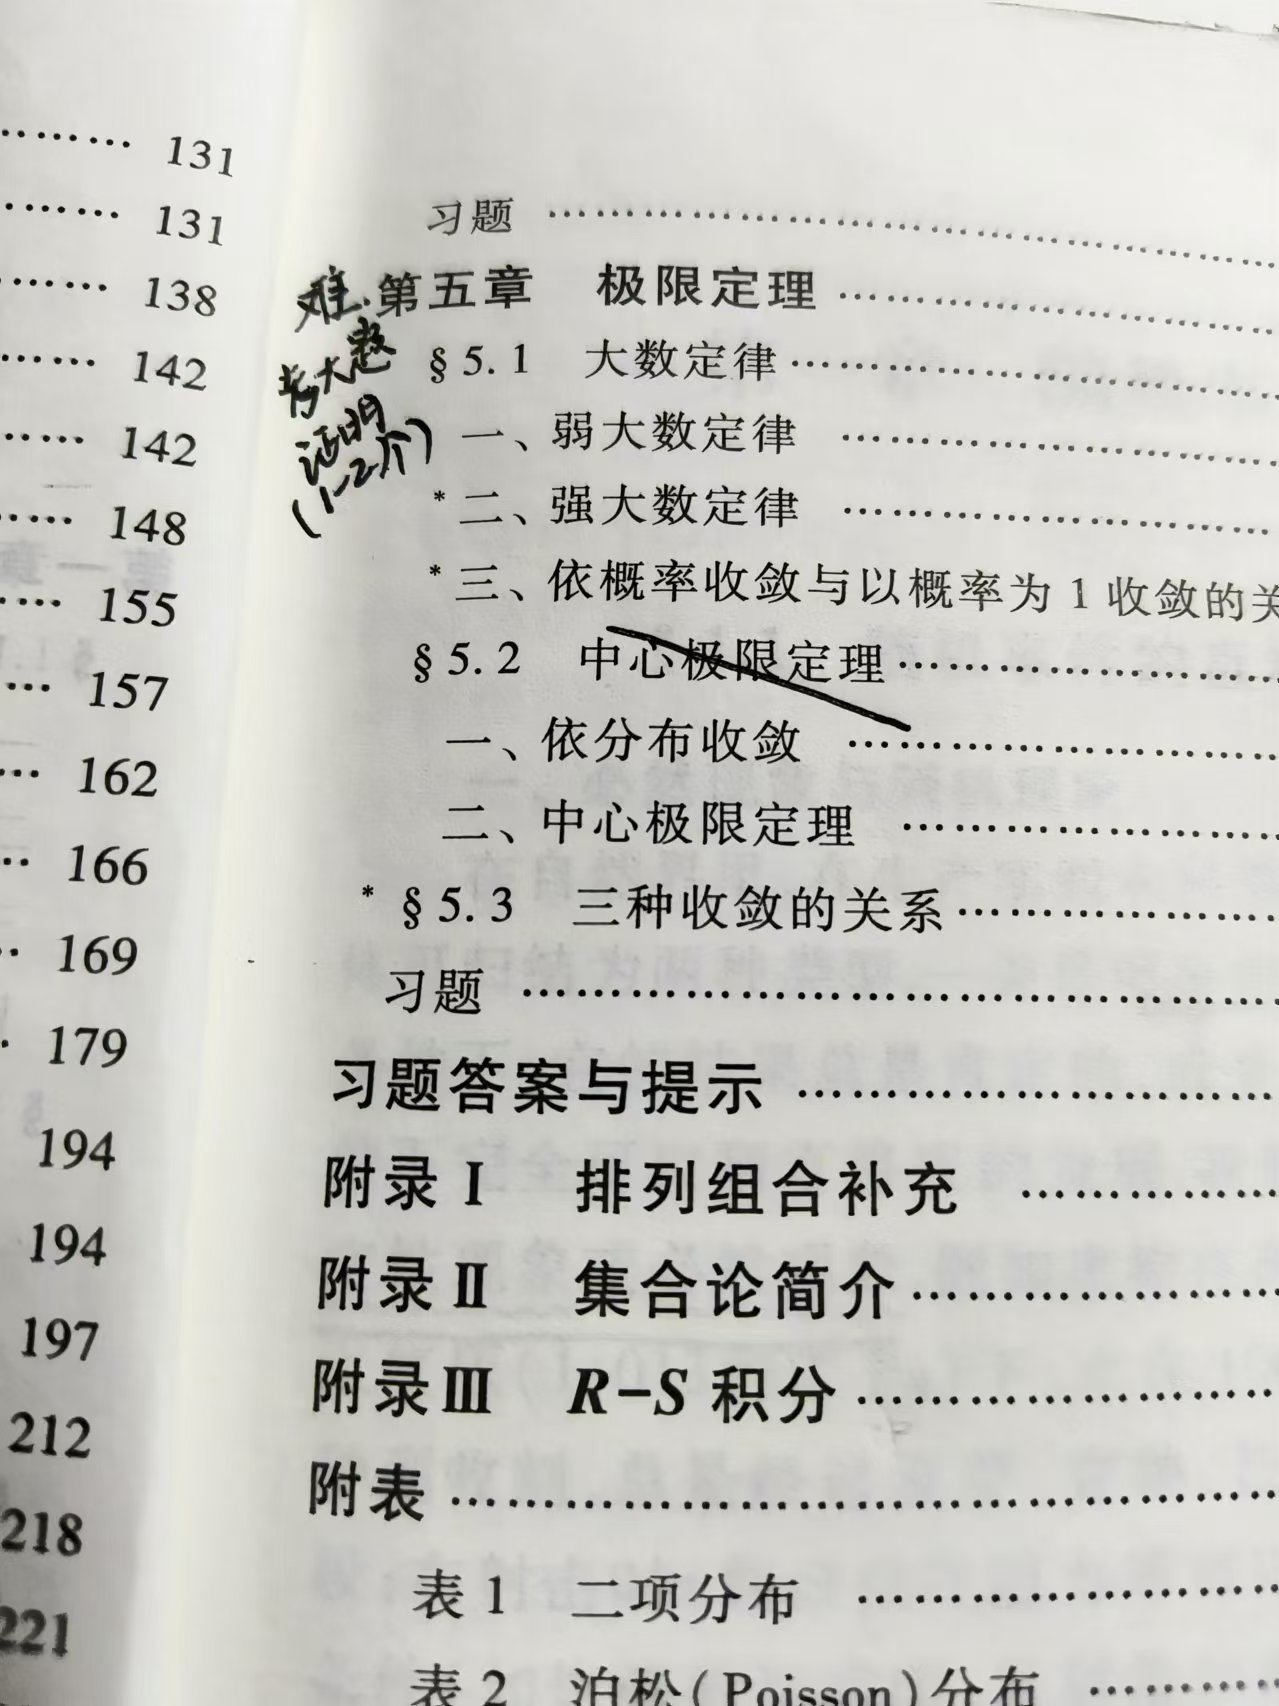 131
131
138
142
142
148
155
157
162
166
169
179
194
194
197
212
218
221
习题 ……………………
难. 第五章 极限定理 ……………………
考大题
证明
(1-2个)
§5.1 大数定律 ……………………
一、弱大数定律 ……………………
*二、强大数定律 ……………………
*三、依概率收敛与以概率为1收敛的关
§5.2 中心极限定理 ……………………
一、依分布收敛 ……………………
二、中心极限定理 ……………………
*§5.3 三种收敛的关系 ……………………
习题 ……………………
习题答案与提示 ……………………
附录Ⅰ 排列组合补充 ……………………
附录Ⅱ 集合论简介 ……………………
附录Ⅲ R-S积分 ……………………
附表 ……………………
表1 二项分布 ……………………
表2 泊松(Poisson)分布 ……………………